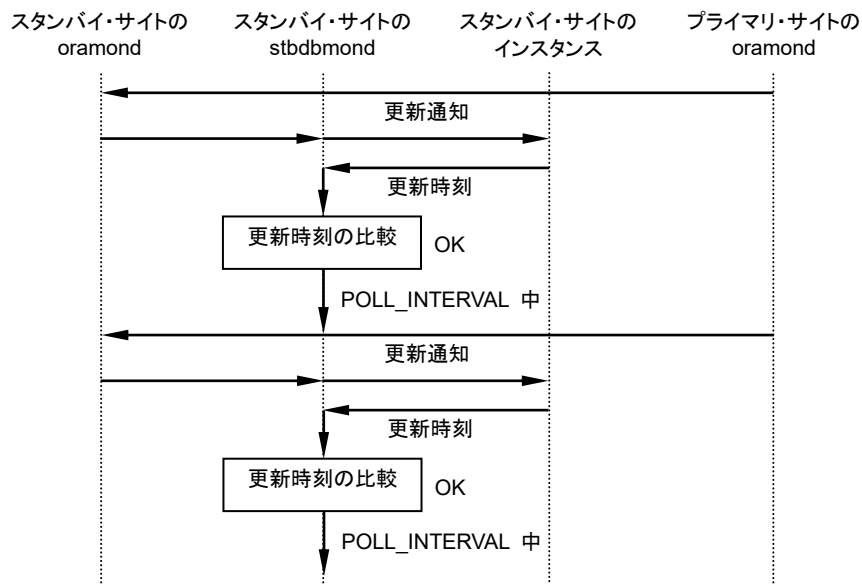 スタンバイ・サイトの
oramond
スタンバイ・サイトの
stbdbmond
スタンバイ・サイトの
インスタンス
プライマリ・サイトの
oramond
更新通知
更新時刻
更新時刻の比較
OK
POLL_INTERVAL 中
更新通知
更新時刻
更新時刻の比較
OK
POLL_INTERVAL 中